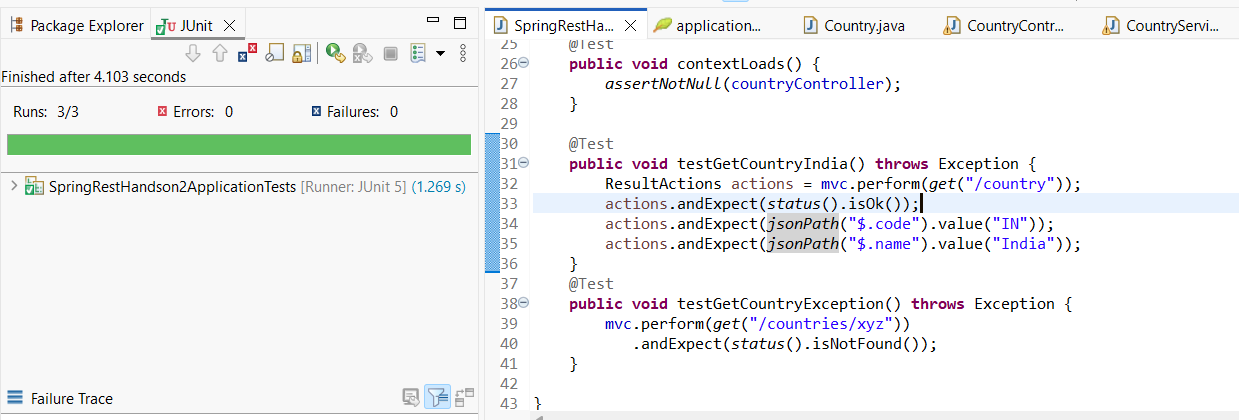 Package Explorer JUnit
Finished after 4.103 seconds
Runs: 3/3 Errors: 0 Failures: 0
SpringRestHandson2ApplicationTests [Runner: JUnit 5] (1.269 s)
Failure Trace
SpringRestHa... application... Country.java CountryContr... CountryServi...
25 @Test
26 public void contextLoads() {
27 assertNotNull(countryController);
28 }
29
30 @Test
31 public void testGetCountryIndia() throws Exception {
32 ResultActions actions = mvc.perform(get("/country"));
33 actions.andExpect(status().isOk());
34 actions.andExpect(jsonPath("$.code").value("IN"));
35 actions.andExpect(jsonPath("$.name").value("India"));
36 }
37 @Test
38 public void testGetCountryException() throws Exception {
39 mvc.perform(get("/countries/xyz"))
40 .andExpect(status().isNotFound());
41 }
42
43 }